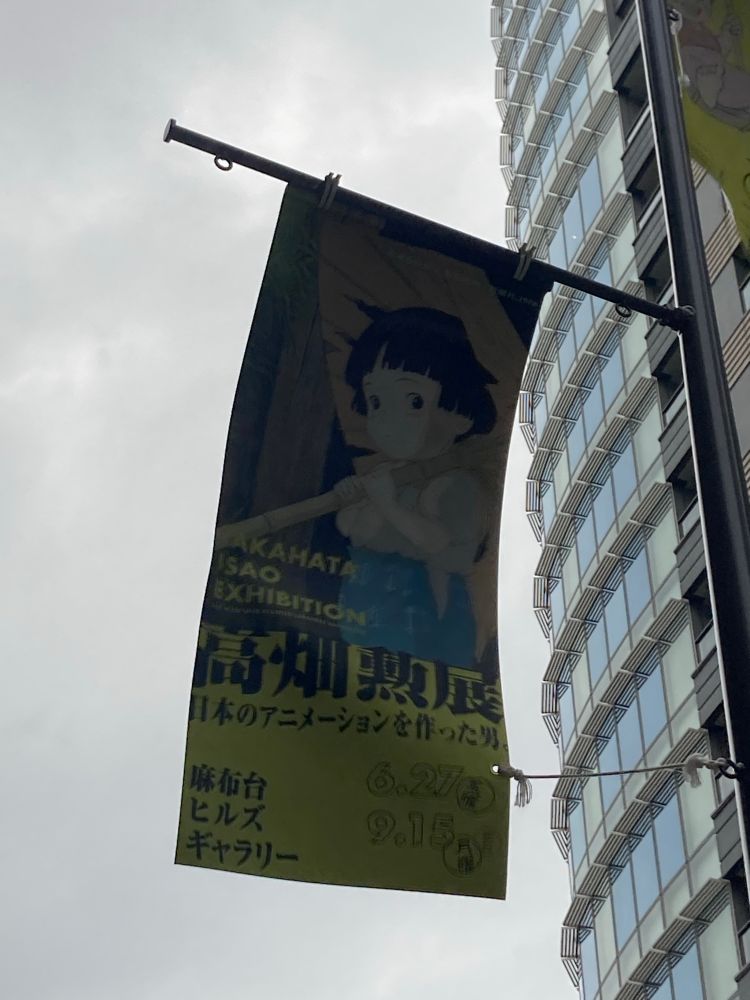 TAKAHATA
ISAO
EXHIBITION
高畑勲展
日本のアニメーションを作った男。
麻布台
ヒルズ
ギャラリー
6.27
9.15